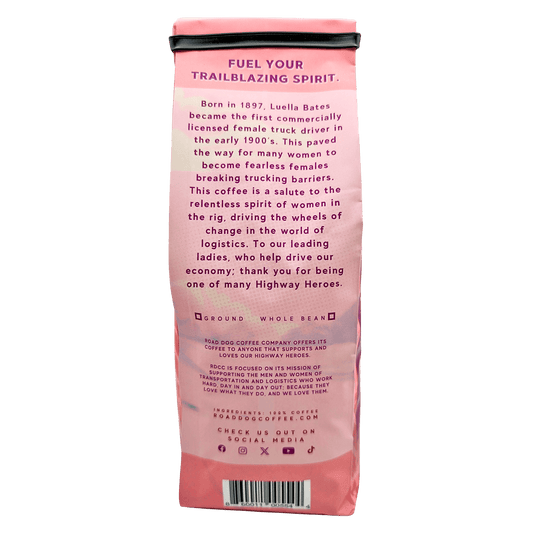 FUEL YOUR
TRAILBLAZING SPIRIT.
Born in 1897, Luella Bates
became the first commercially
licensed female truck driver in
the early 1900's. This paved
the way for many women to
become fearless females
breaking trucking barriers.
This coffee is a salute to the
relentless spirit of women in
the rig, driving the wheels of
change in the world of
logistics. To our leading
ladies, who help drive our
economy; thank you for being
one of many Highway Heroes.
GROUND WHOLE BEAN
ROAD DOG COFFEE COMPANY OFFERS ITS
COFFEE TO ANYONE THAT SUPPORTS AND
LOVES OUR HIGHWAY HEROES.
RDCC IS FOCUSED ON ITS MISSION OF
SUPPORTING THE MEN AND WOMEN OF
TRANSPORTATION AND LOGISTICS WHO WORK
HARD, DAY IN AND DAY OUT; BECAUSE THEY
LOVE WHAT THEY DO, AND WE LOVE THEM.
INGREDIENTS: 100% COFFEE
ROADDOGCOFFEE.COM
CHECK US OUT ON
SOCIAL MEDIA